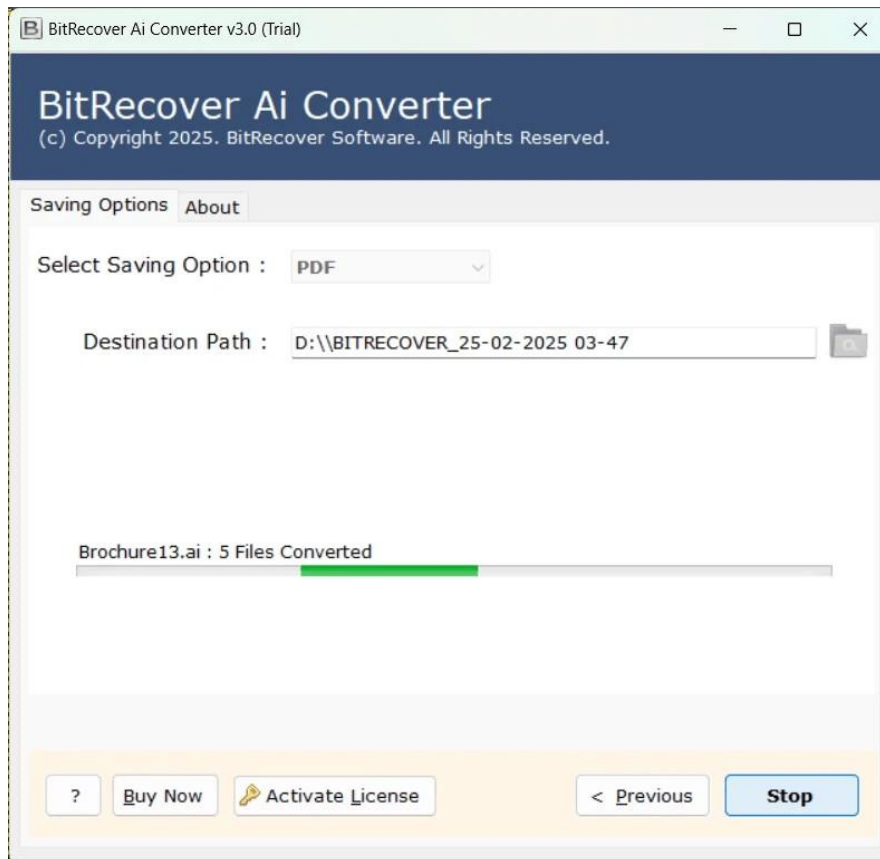 BitRecover Ai Converter v3.0 (Trial)
BitRecover Ai Converter
(c) Copyright 2025. BitRecover Software. All Rights Reserved.
Saving Options About
Select Saving Option : PDF
Destination Path : D:\\BITRECOVER_25-02-2025 03-47
Brochure13.ai : 5 Files Converted
? Buy Now Activate License < Previous Stop